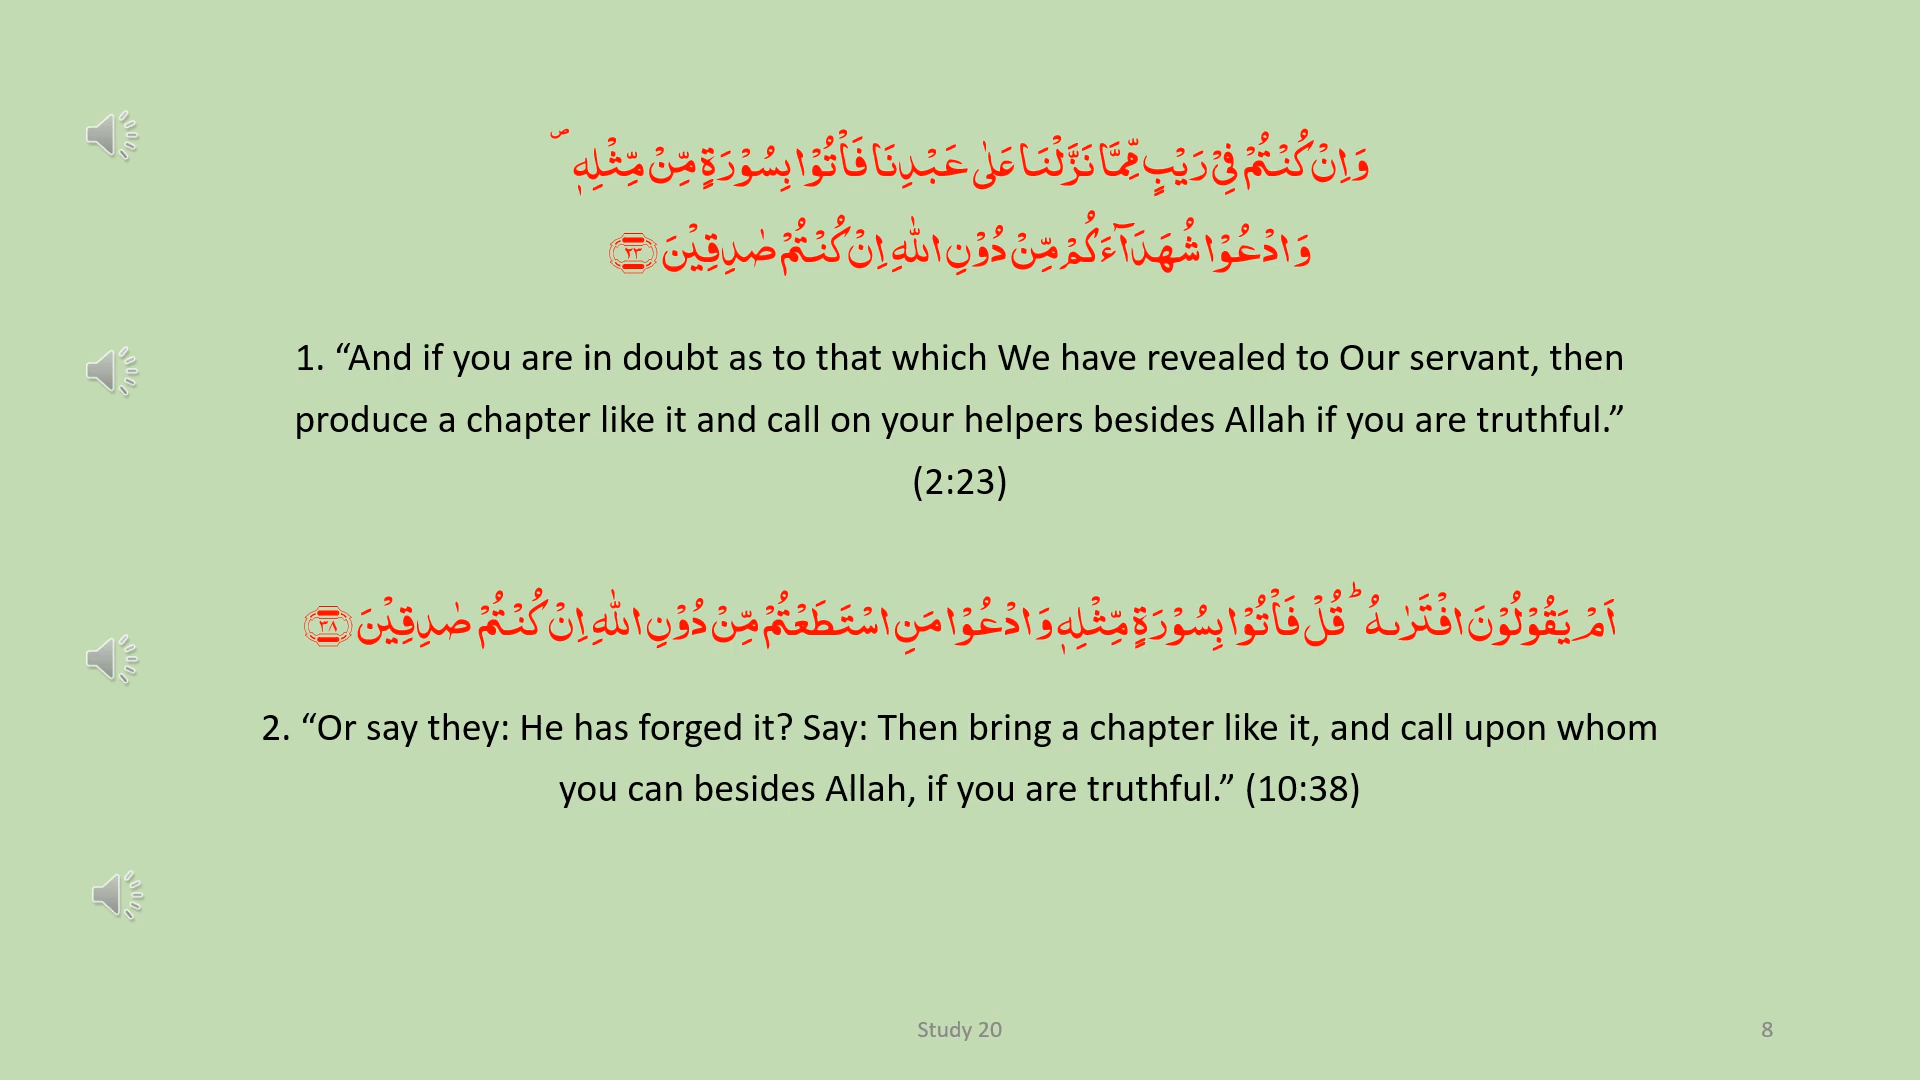 وَاِنْ كُنْتُمْ فِىْ رَيْبٍ مِّمَّا نَزَّلْنَا عَلٰى عَبْدِنَا فَاْتُوْا بِسُوْرَةٍ مِّنْ مِّثْلِهٖ ۖ
وَادْعُوْا شُهَدَآءَكُمْ مِّنْ دُوْنِ اللّٰهِ اِنْ كُنْتُمْ صٰدِقِيْنَ ﴿۲۳﴾
1. “And if you are in doubt as to that which We have revealed to Our servant, then
produce a chapter like it and call on your helpers besides Allah if you are truthful.”
(2:23)
اَمْ يَقُوْلُوْنَ افْتَرٰٮهُ ؕ قُلْ فَاْتُوْا بِسُوْرَةٍ مِّثْلِهٖ وَادْعُوْا مَنِ اسْتَطَعْتُمْ مِّنْ دُوْنِ اللّٰهِ اِنْ كُنْتُمْ صٰدِقِيْنَ ﴿۳۸﴾
2. “Or say they: He has forged it? Say: Then bring a chapter like it, and call upon whom
you can besides Allah, if you are truthful.” (10:38)
Study 20
8